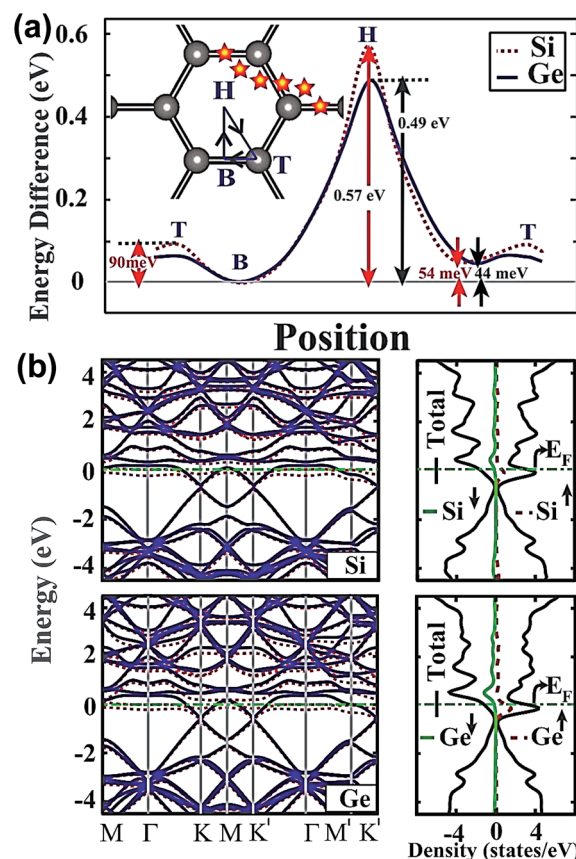 (a)
Energy Difference (eV)
0.6
0.4
0.2
0
H
Si
Ge
H
B
T
0.49 eV
0.57 eV
T
B
T
90meV
54 meV
44 meV
Position
(b)
Energy (eV)
4
2
0
-2
-4
Si
Total
E_F
Si
Si
4
2
0
-2
-4
Ge
Total
E_F
Ge
Ge
M Γ K M K' Γ M' K'
-4 0 4
Density (states/eV)